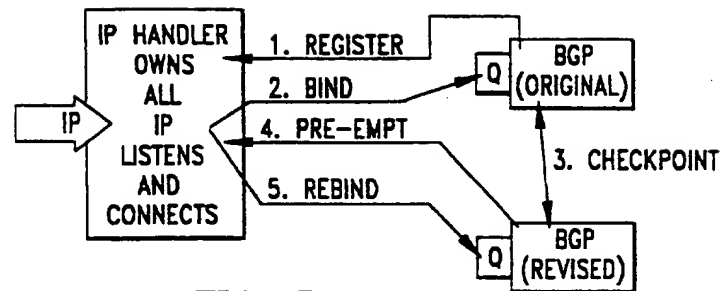 IP HANDLER
OWNS
ALL
IP
LISTENS
AND
CONNECTS
IP
1. REGISTER
2. BIND
4. PRE-EMPT
5. REBIND
Q
BGP
(ORIGINAL)
3. CHECKPOINT
Q
BGP
(REVISED)